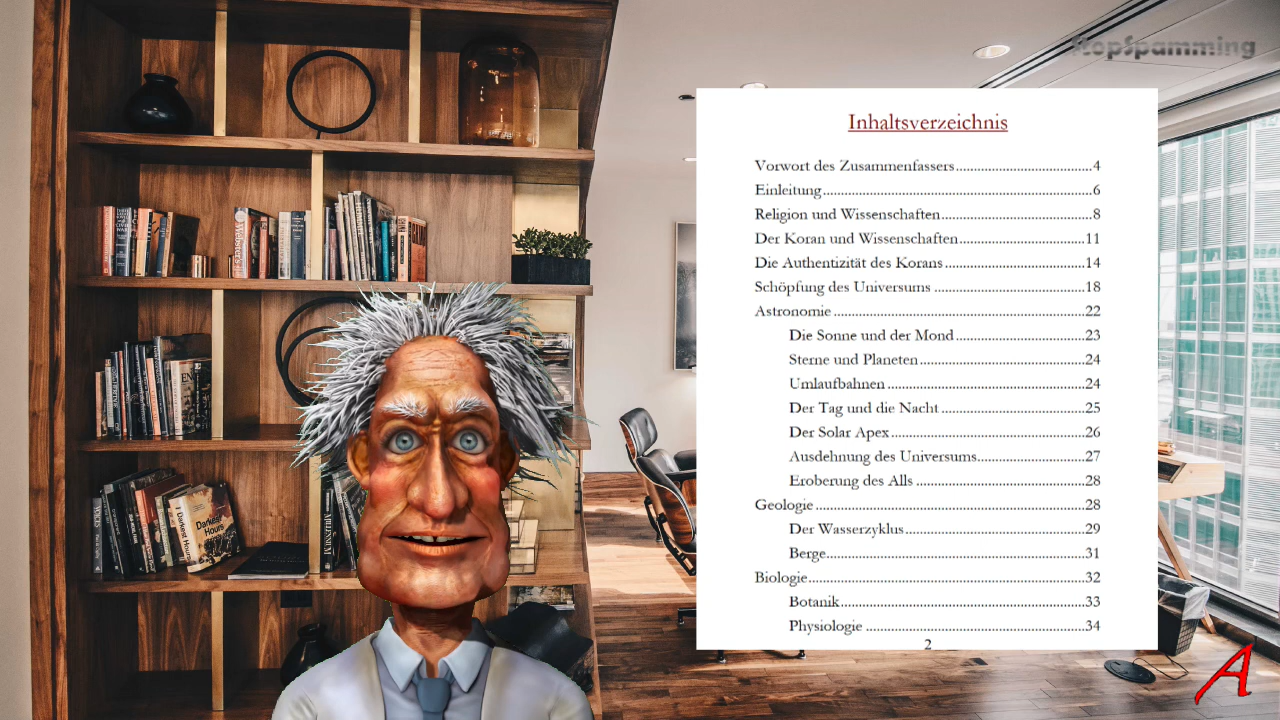 StopSpamming
Inhaltsverzeichnis
Vorwort des Zusammenfassers..........4
Einleitung..........6
Religion und Wissenschaften..........8
Der Koran und Wissenschaften..........11
Die Authentizität des Korans..........14
Schöpfung des Universums..........18
Astronomie..........22
Die Sonne und der Mond..........23
Sterne und Planeten..........24
Umlaufbahnen..........24
Der Tag und die Nacht..........25
Der Solar Apex..........26
Ausdehnung des Universums..........27
Eroberung des Alls..........28
Geologie..........28
Der Wasserzyklus..........29
Berge..........31
Biologie..........32
Botanik..........33
Physiologie..........34
2
Darkest
Hours
A